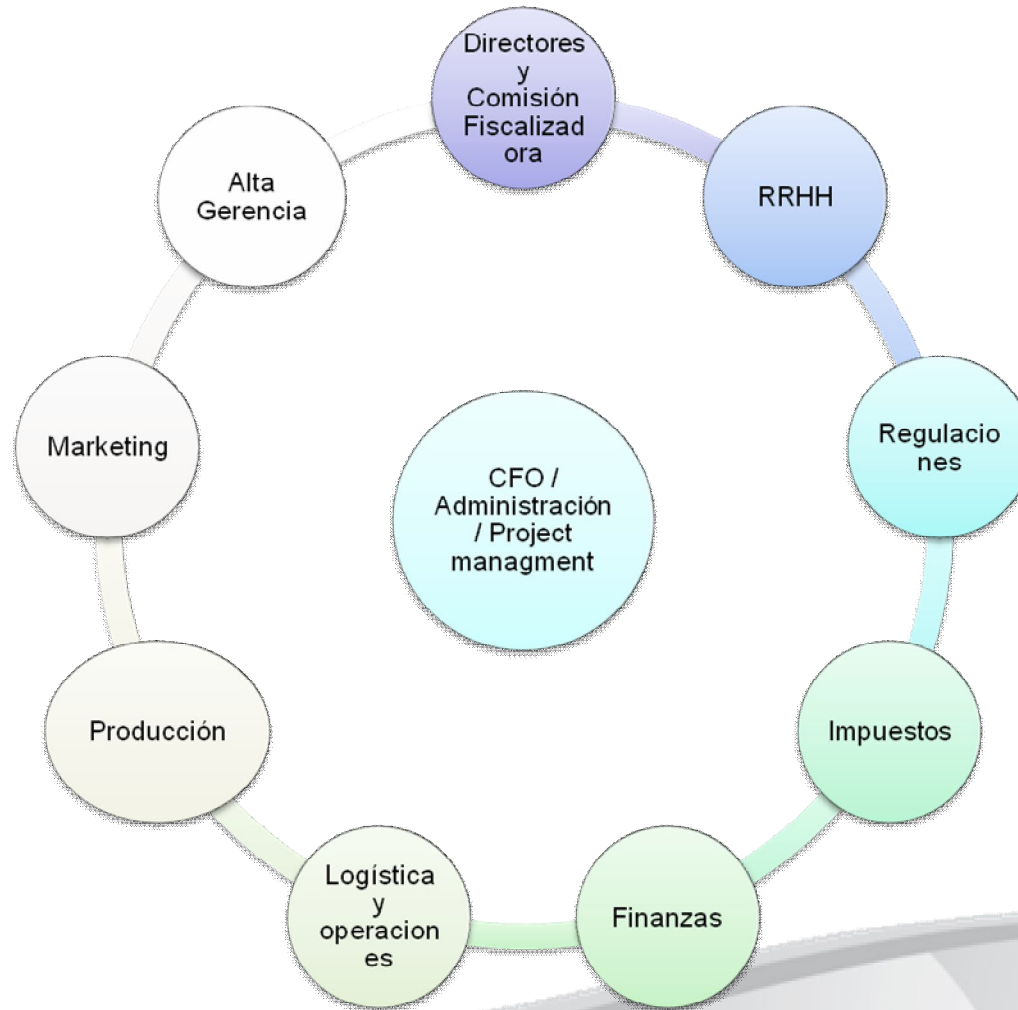 Directores
y
Comisión
Fiscalizad
ora
RRHH
Regulacio
nes
Impuestos
Finanzas
Logística
y
operacion
es
Producción
Marketing
Alta
Gerencia
CFO /
Administración
/ Project
managment